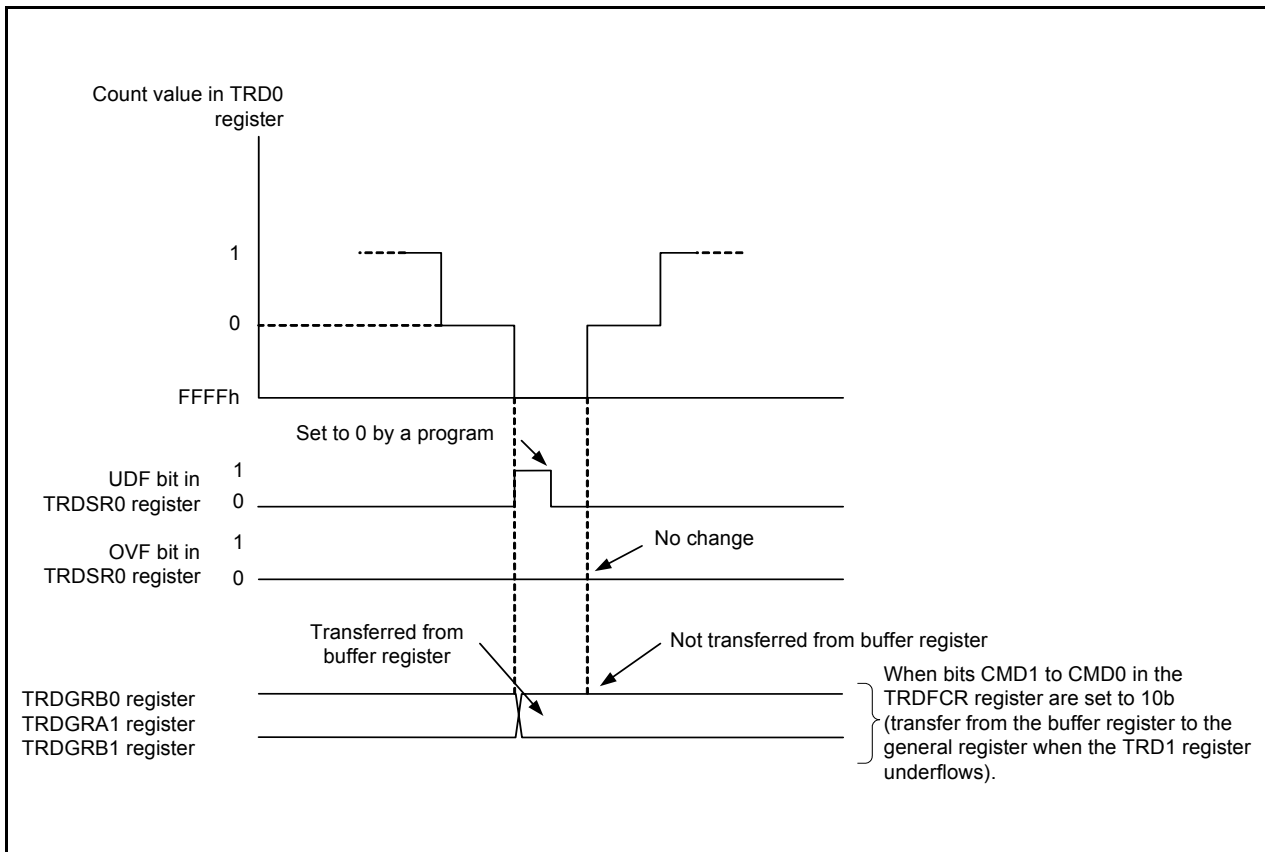 Count value in TRD0
register
1
0
FFFFh
Set to 0 by a program
UDF bit in
TRDSR0 register
1
0
No change
OVF bit in
TRDSR0 register
1
0
Transferred from
buffer register
Not transferred from buffer register
TRDGRB0 register
TRDGRA1 register
TRDGRB1 register
When bits CMD1 to CMD0 in the
TRDFCR register are set to 10b
(transfer from the buffer register to the
general register when the TRD1 register
underflows).